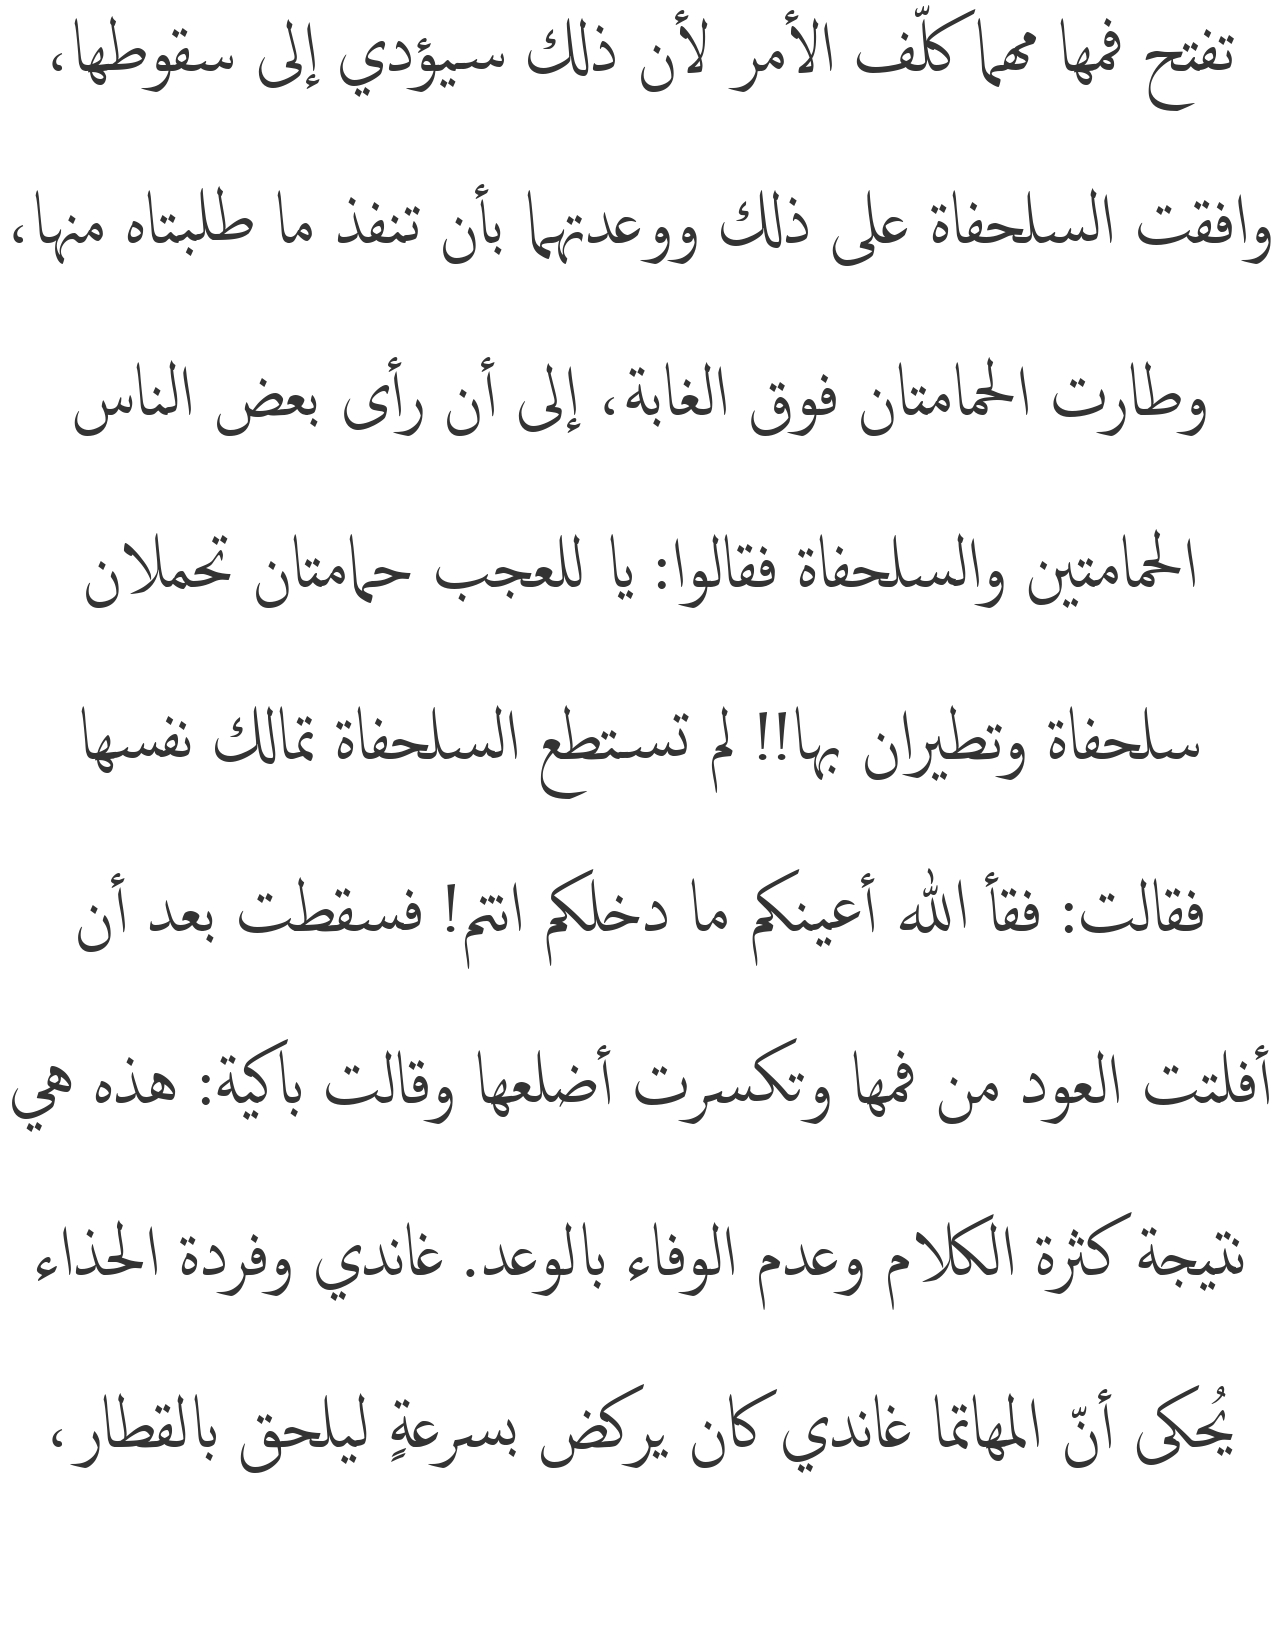 تفتح فمها مهما كلّف الأمر لأن ذلك سيؤدي إلى سقوطها،
وافقت السلحفاة على ذلك ووعدتهما بأن تنفذ ما طلبتاه منها،
وطارت الحمامتان فوق الغابة، إلى أن رأى بعض الناس
الحمامتين والسلحفاة فقالوا: يا للعجب حمامتان تحملان
سلحفاة وتطيران بها!! لم تستطع السلحفاة تمالك نفسها
فقالت: فقأ الله أعينكم ما دخلكم انتم! فسقطت بعد أن
أفلتت العود من فمها وتكسرت أضلعها وقالت باكية: هذه هي
نتيجة كثرة الكلام وعدم الوفاء بالوعد. غاندي وفردة الحذاء
يُحكى أنّ المهاتما غاندي كان يركض بسرعةٍ ليلحق بالقطار،